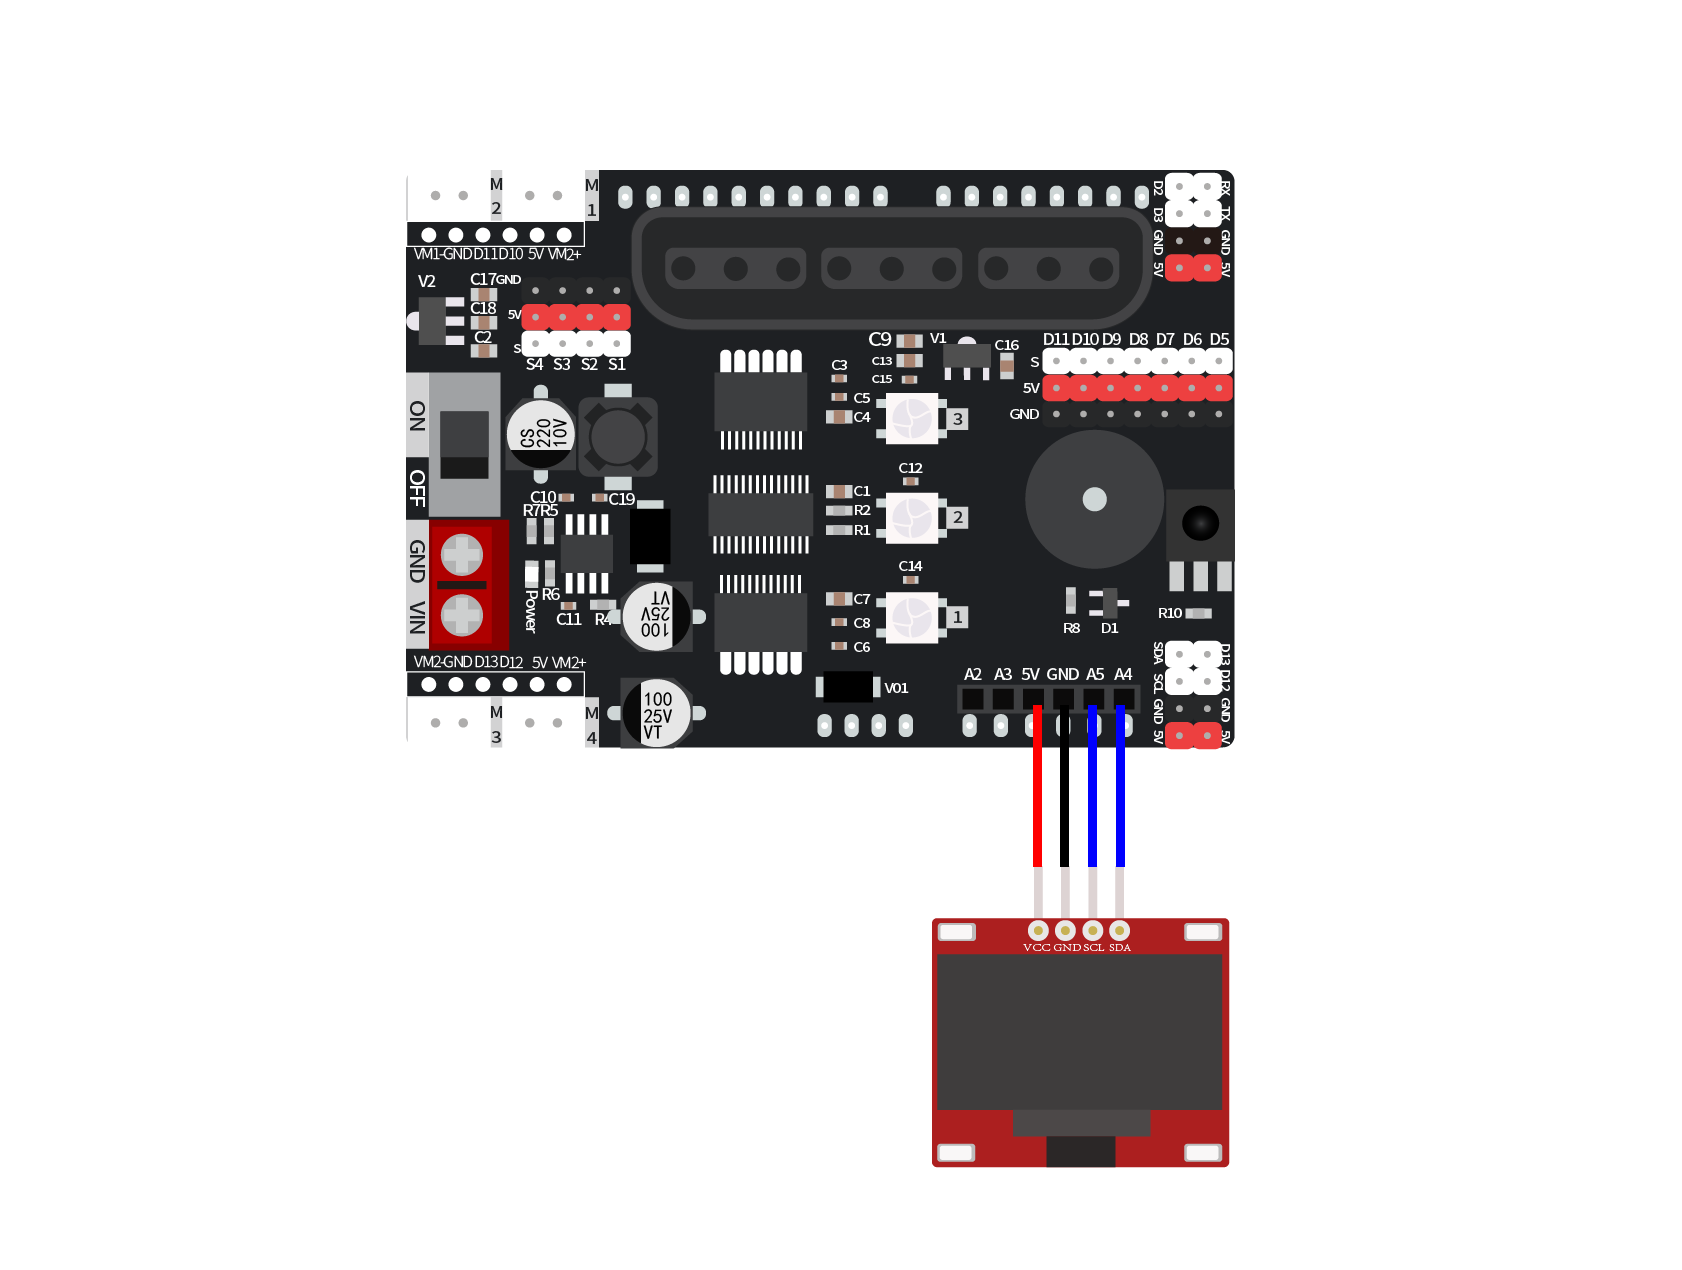 M
2
M
1
VM1-GND D11 D10 5V VM2+
D2
RX
D3
TX
GND
GND
5V
5V
V2
C17
GND
C18
5V
C2
S
S4 S3 S2 S1
C9
V1
C16
C13
C15
C3
C5
C4
D11 D10 D9 D8 D7 D6 D5
S
5V
GND
3
ON
OFF
CS
220
10V
C10
C19
R7 R5
C12
C1
R2
R1
2
GND
VIN
Power
R6
C11
R4
100
25V
VT
C14
C7
C8
C6
1
R8
D1
R10
VM2-GND D13 D12 5V VM2+
M
3
M
4
100
25V
VT
V01
A2 A3 5V GND A5 A4
SDA
D13
SCL
D12
GND
GND
5V
5V
VCC GND SCL SDA